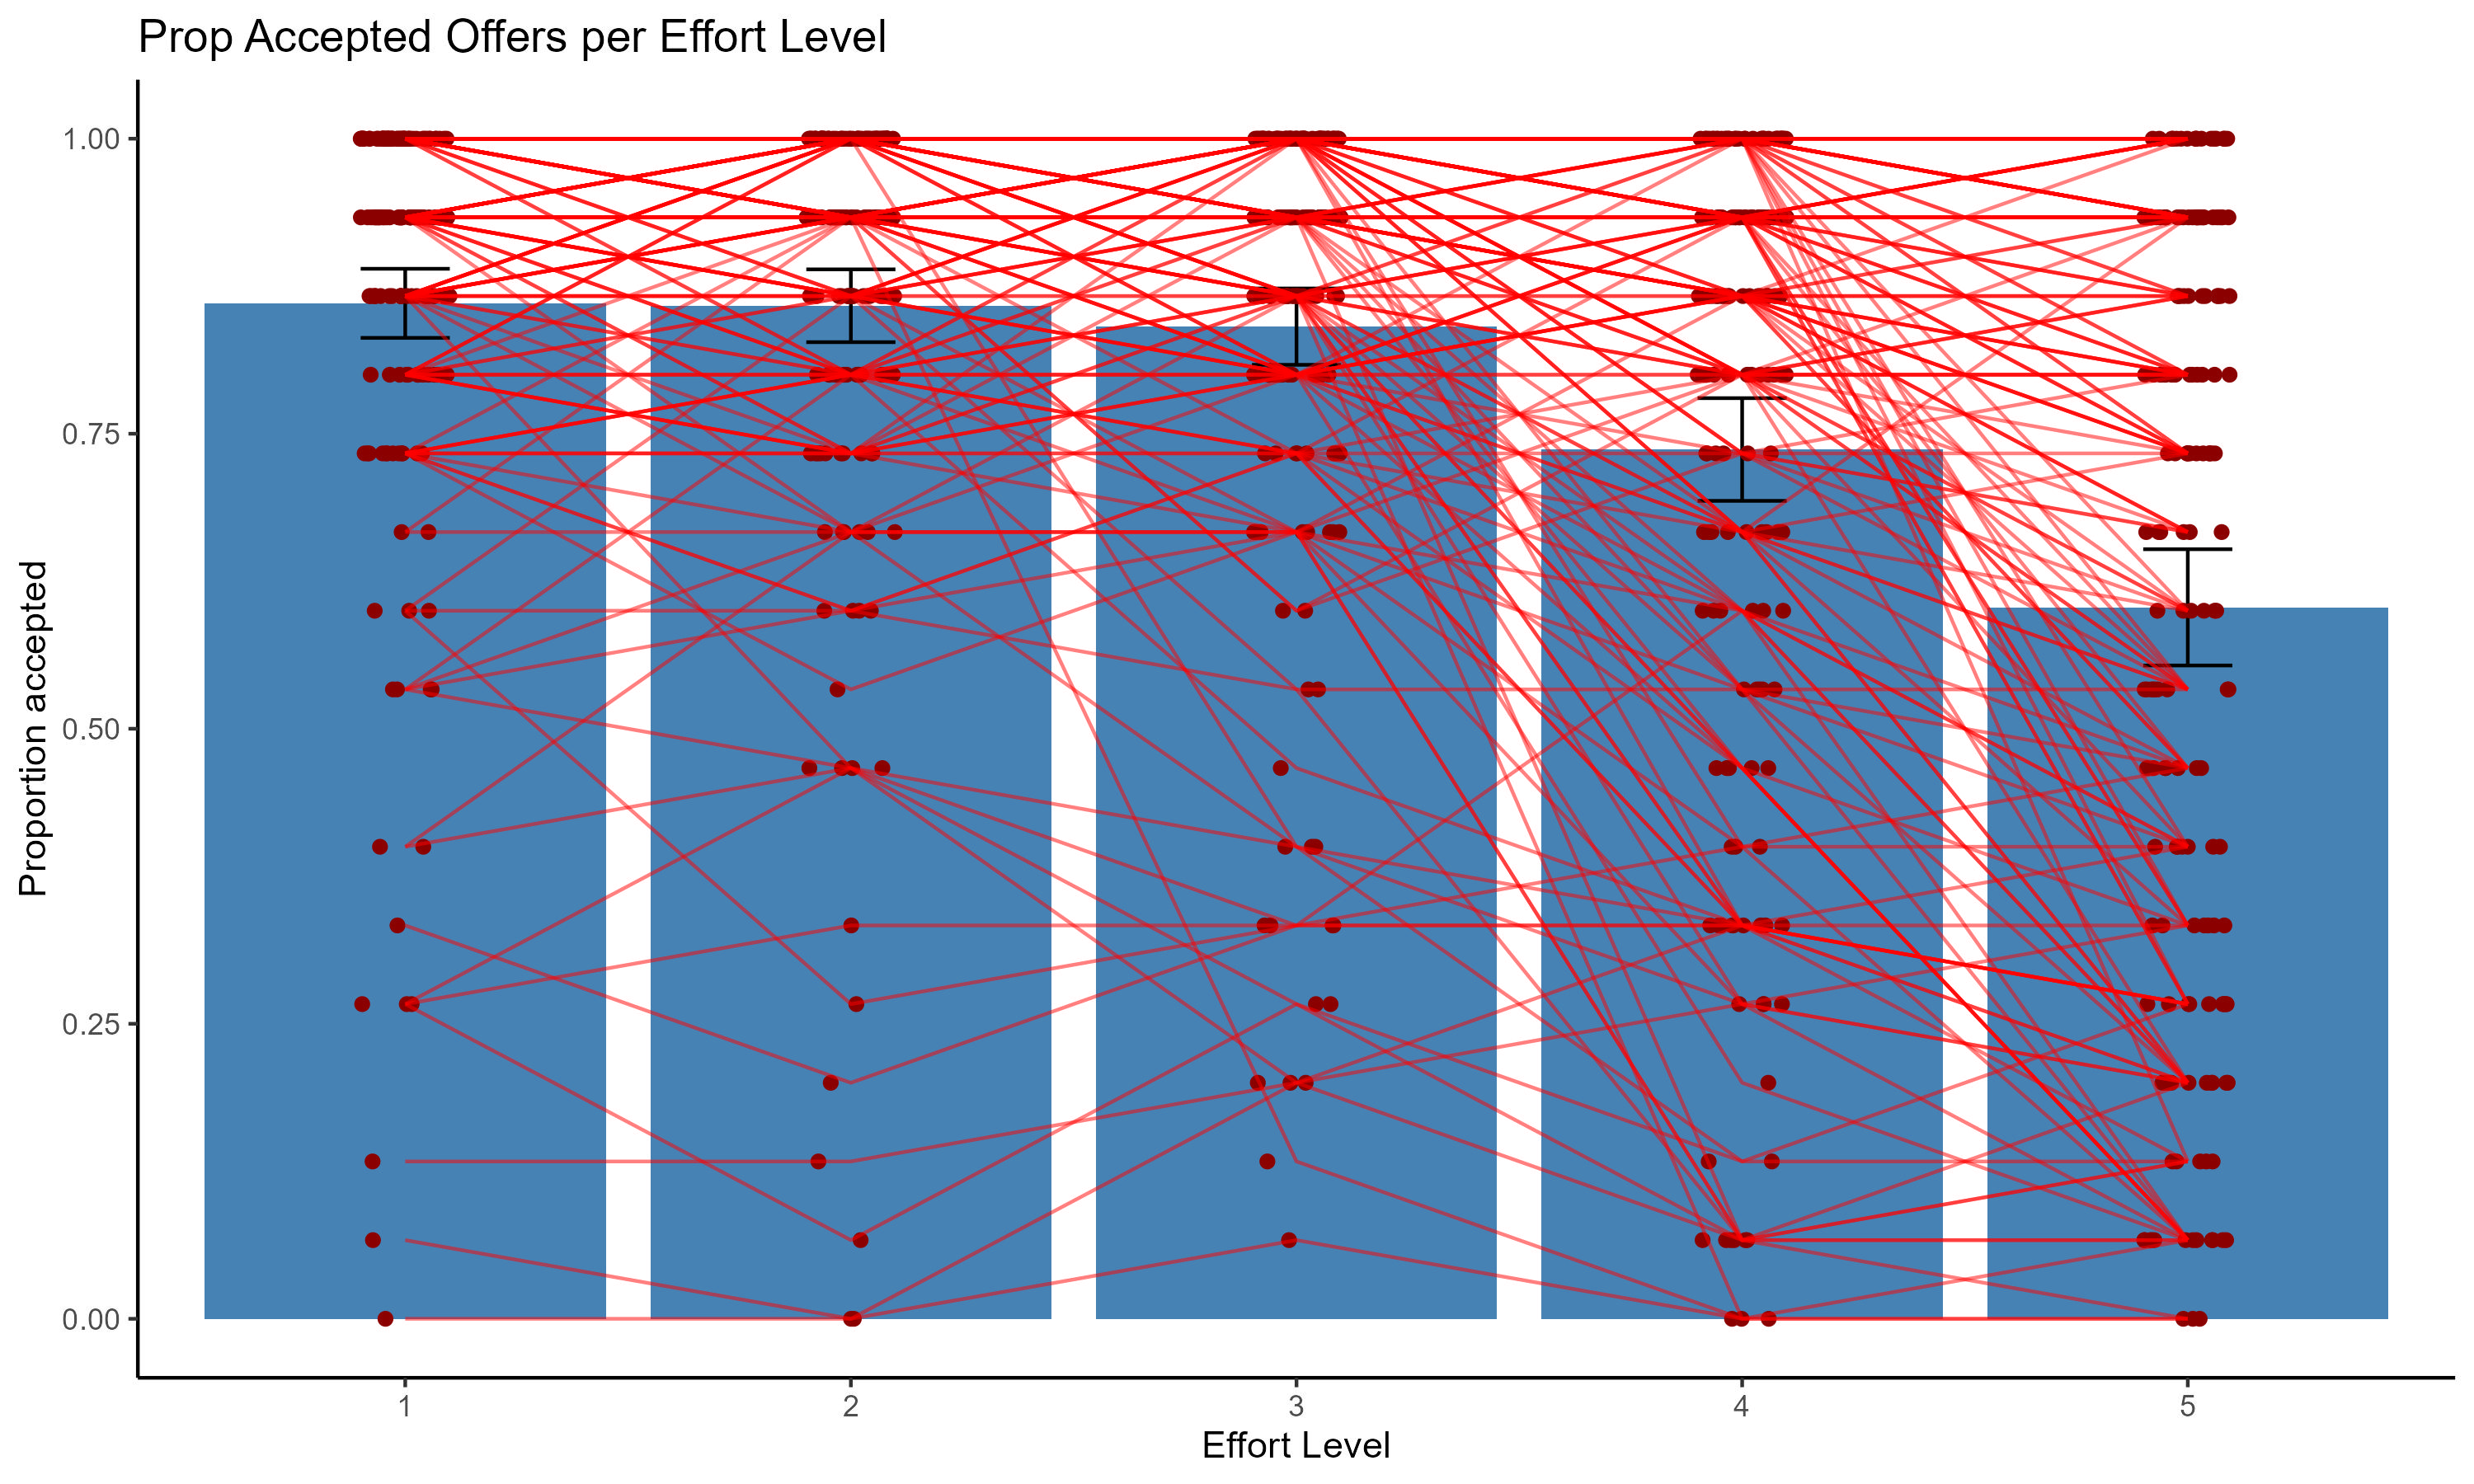 Prop Accepted Offers per Effort Level
Proportion accepted
1.00
0.75
0.50
0.25
0.00
1 2 3 4 5
Effort Level